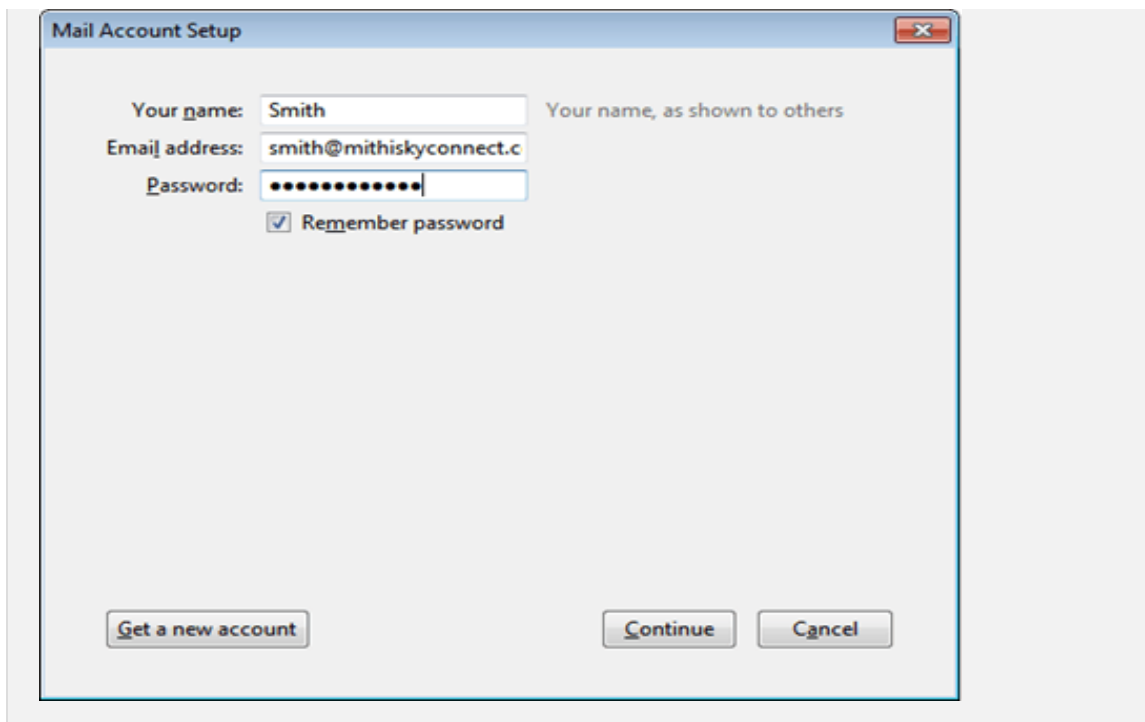 Mail Account Setup
Your name: Smith Your name, as shown to others
Email address: smith@mithiskyconnect.c
Password: ●●●●●●●●●●●●
Remember password
Get a new account Continue Cancel